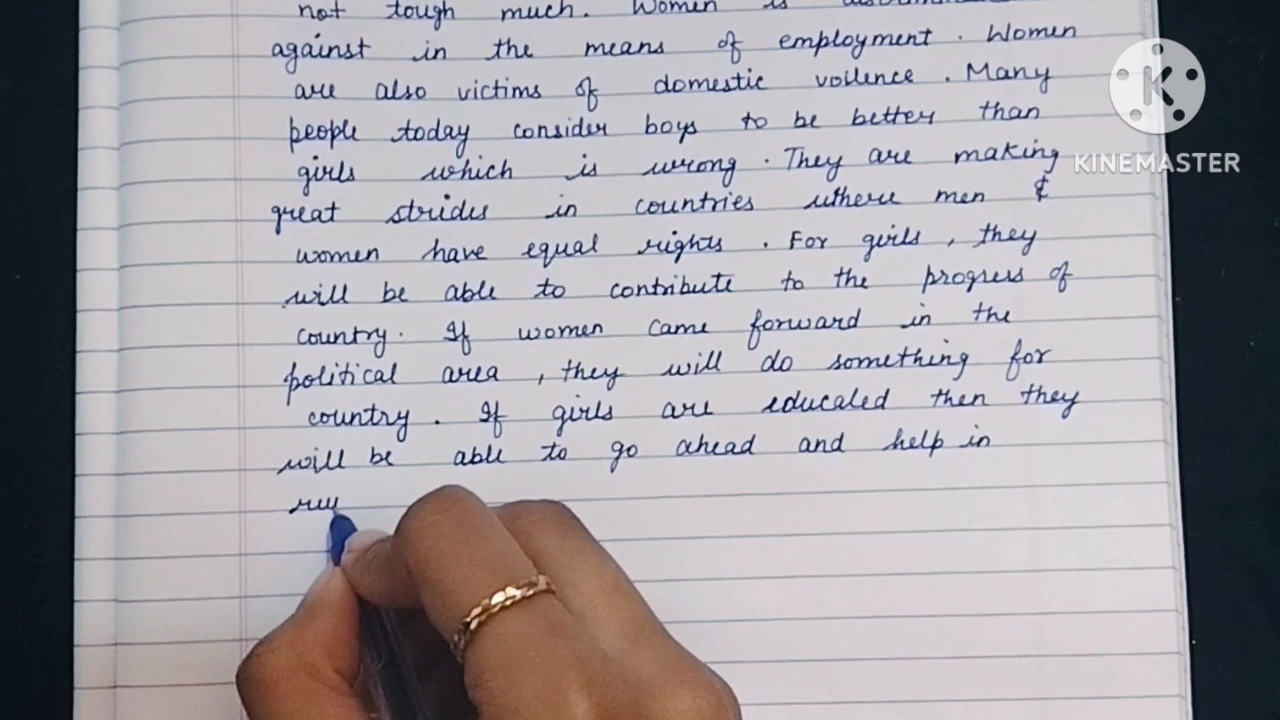 not tough much. Women is
against in the means of employment. Women
are also victims of domestic voilence. Many
people today consider boys to be better than
girls which is wrong. They are making
great strides in countries where men &
women have equal rights. For girls, they
will be able to contribute to the progress of
country. If women came forward in the
political area, they will do something for
country. If girls are educaled then they
will be able to go ahead and help in
KINEMASTER